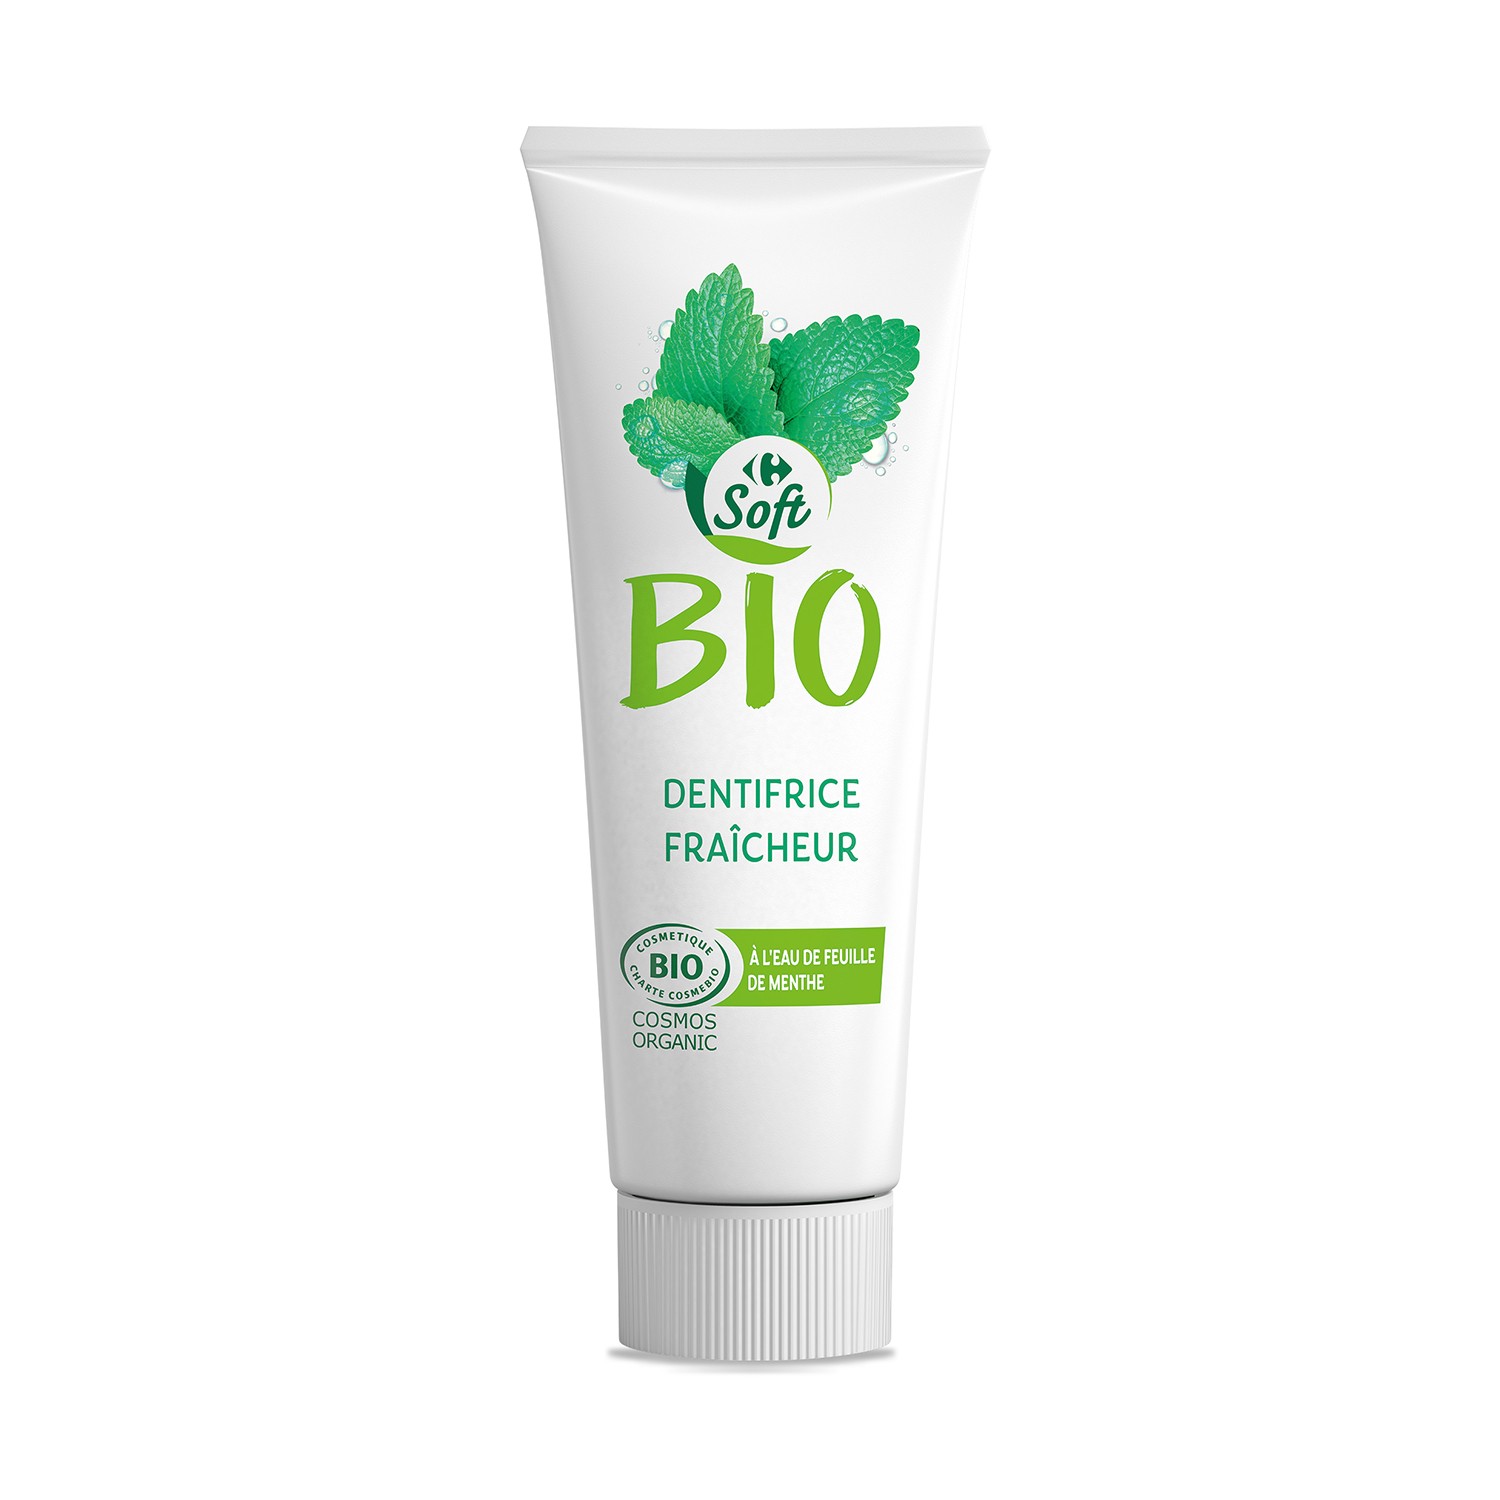 Soft
BIO
DENTIFRICE
FRAÎCHEUR
COSMETIQUE
BIO
CHARTE COSMEBIO
À L'EAU DE FEUILLE
DE MENTHE
COSMOS
ORGANIC